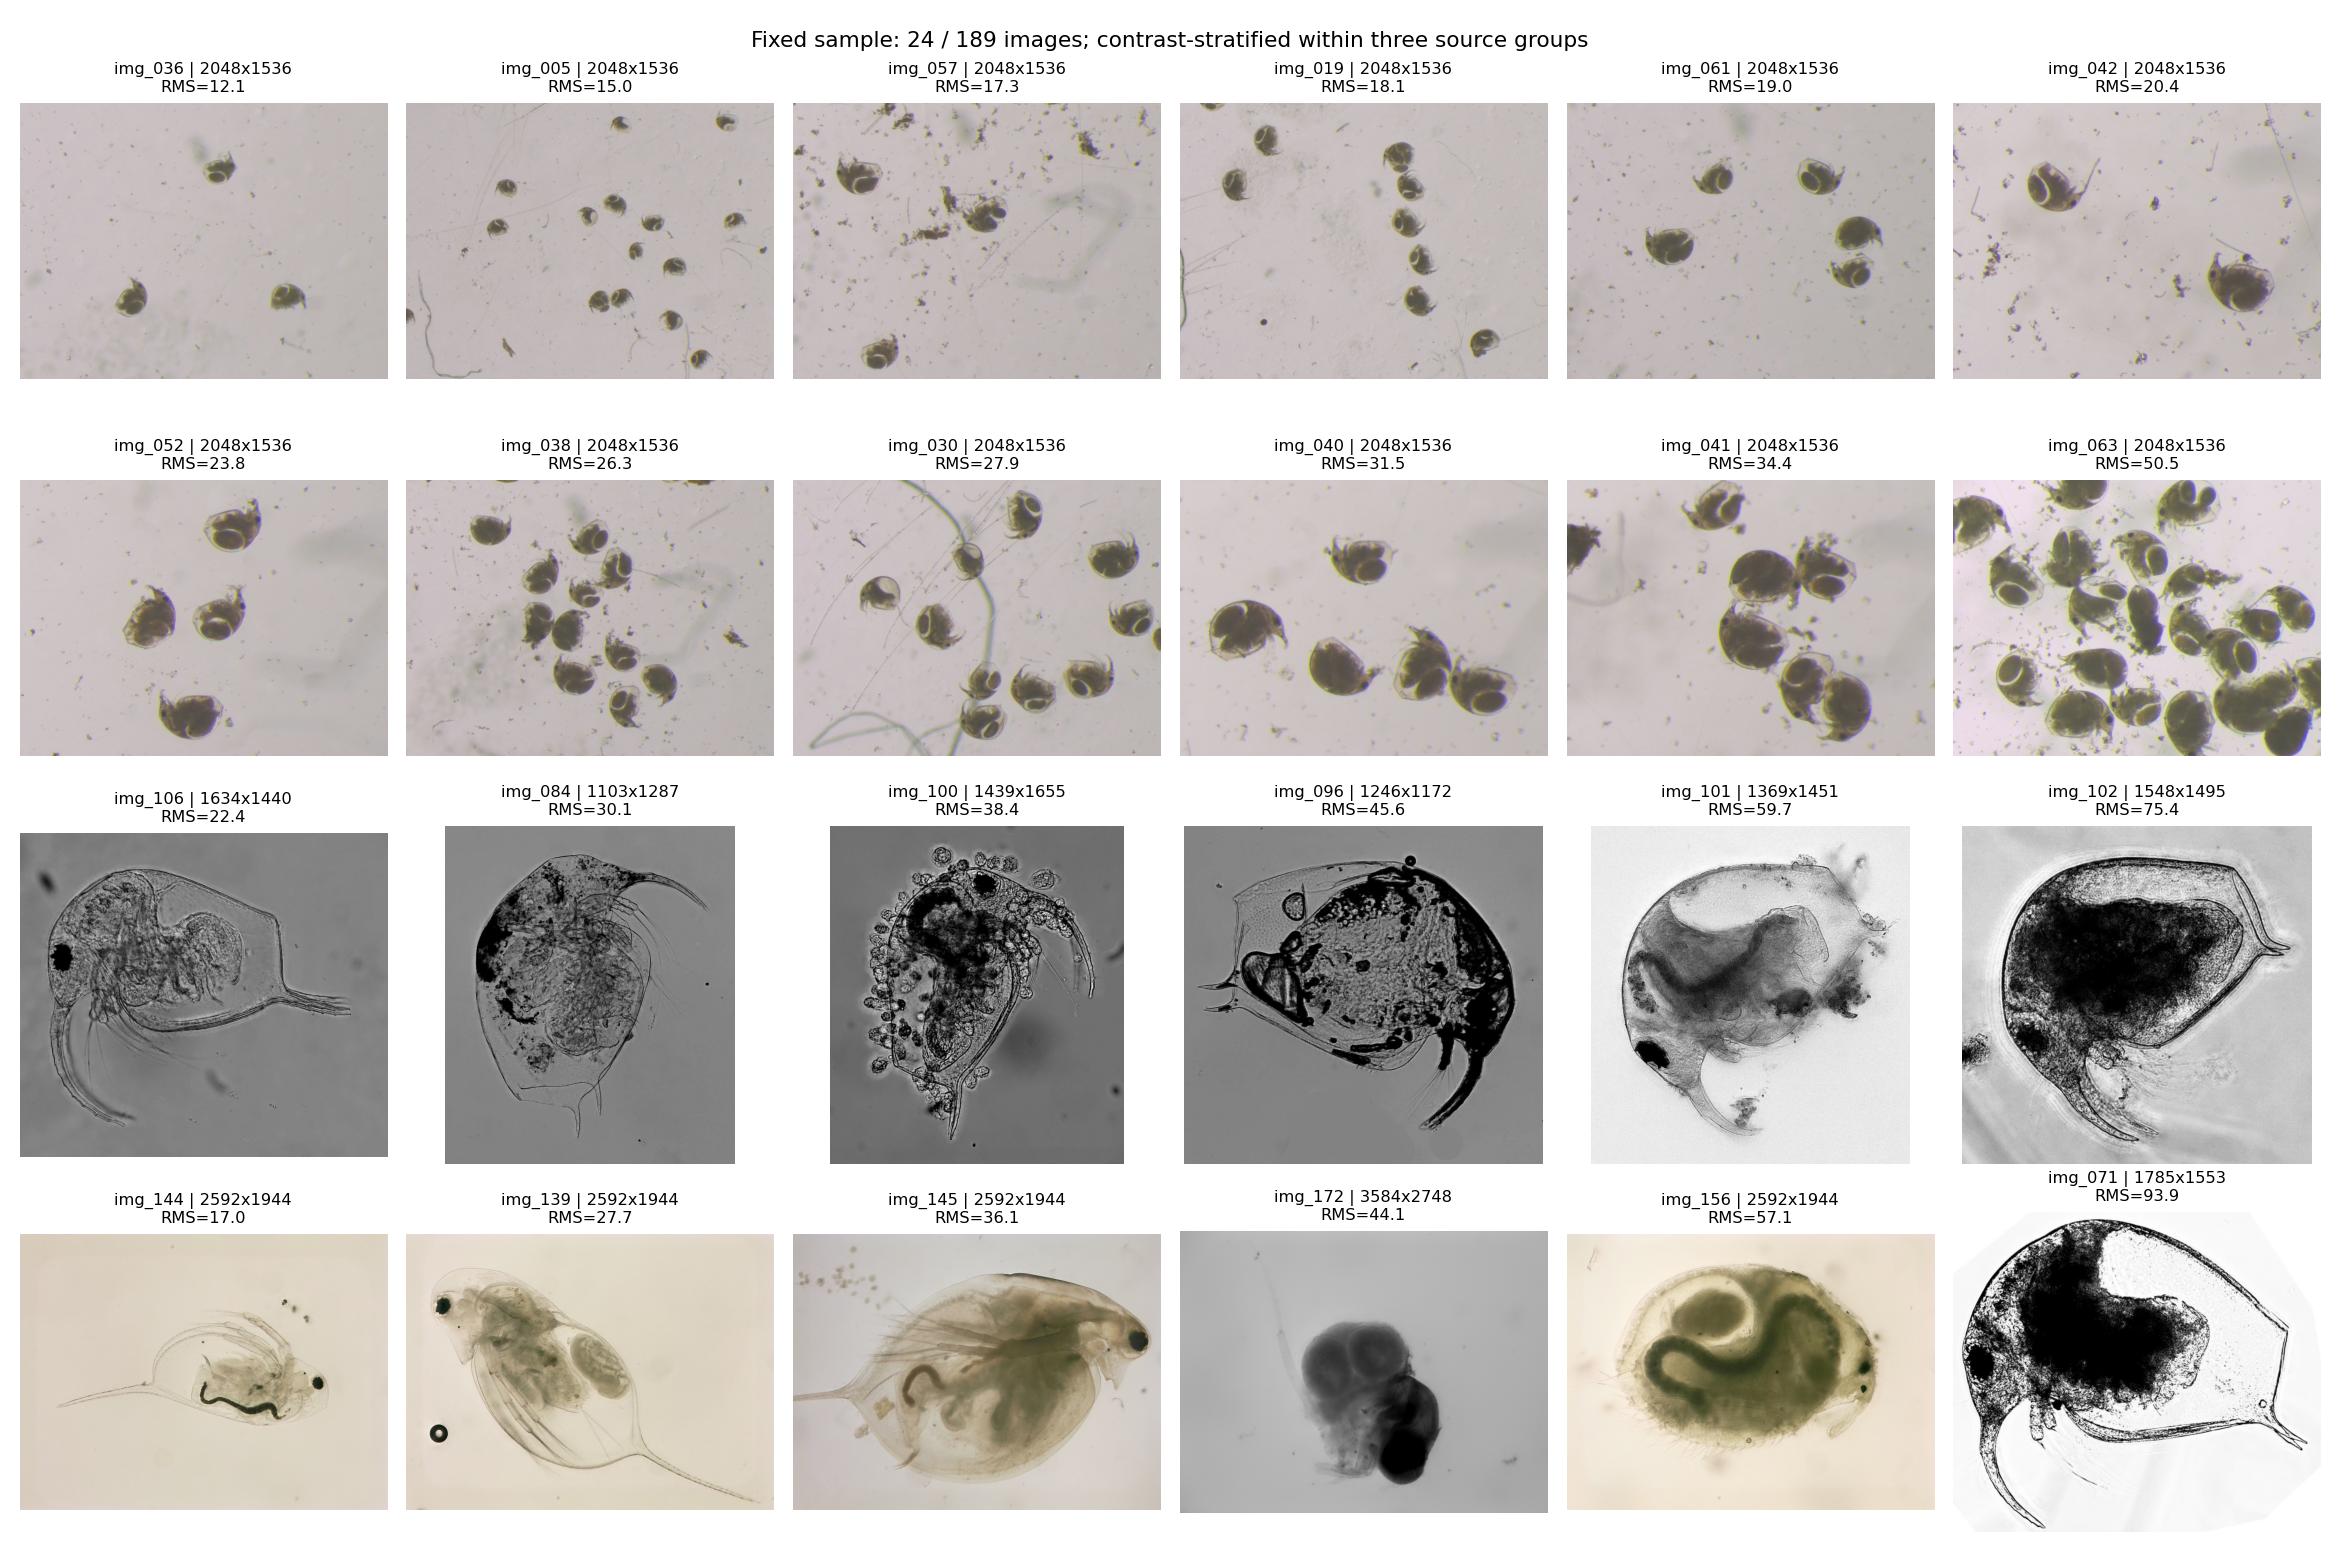 Fixed sample: 24 / 189 images; contrast-stratified within three source groups
img_036 | 2048x1536
RMS=12.1
img_005 | 2048x1536
RMS=15.0
img_057 | 2048x1536
RMS=17.3
img_019 | 2048x1536
RMS=18.1
img_061 | 2048x1536
RMS=19.0
img_042 | 2048x1536
RMS=20.4
img_052 | 2048x1536
RMS=23.8
img_038 | 2048x1536
RMS=26.3
img_030 | 2048x1536
RMS=27.9
img_040 | 2048x1536
RMS=31.5
img_041 | 2048x1536
RMS=34.4
img_063 | 2048x1536
RMS=50.5
img_106 | 1634x1440
RMS=22.4
img_084 | 1103x1287
RMS=30.1
img_100 | 1439x1655
RMS=38.4
img_096 | 1246x1172
RMS=45.6
img_101 | 1369x1451
RMS=59.7
img_102 | 1548x1495
RMS=75.4
img_144 | 2592x1944
RMS=17.0
img_139 | 2592x1944
RMS=27.7
img_145 | 2592x1944
RMS=36.1
img_172 | 3584x2748
RMS=44.1
img_156 | 2592x1944
RMS=57.1
img_071 | 1785x1553
RMS=93.9